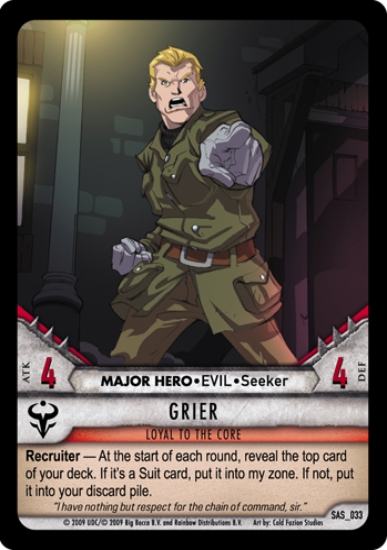 MAJOR HERO•EVIL•Seeker
ATK
4
4
DEF
GRIER
LOYAL TO THE CORE
Recruiter — At the start of each round, reveal the top card
of your deck. If it's a Suit card, put it into my zone. If not, put
it into your discard pile.
"I have nothing but respect for the chain of command, sir."
SAS_033
© 2009 UDC/© 2009 Big Bocca B.V. and Rainbow Distributions B.V. Art by: Cold Fuzion Studios